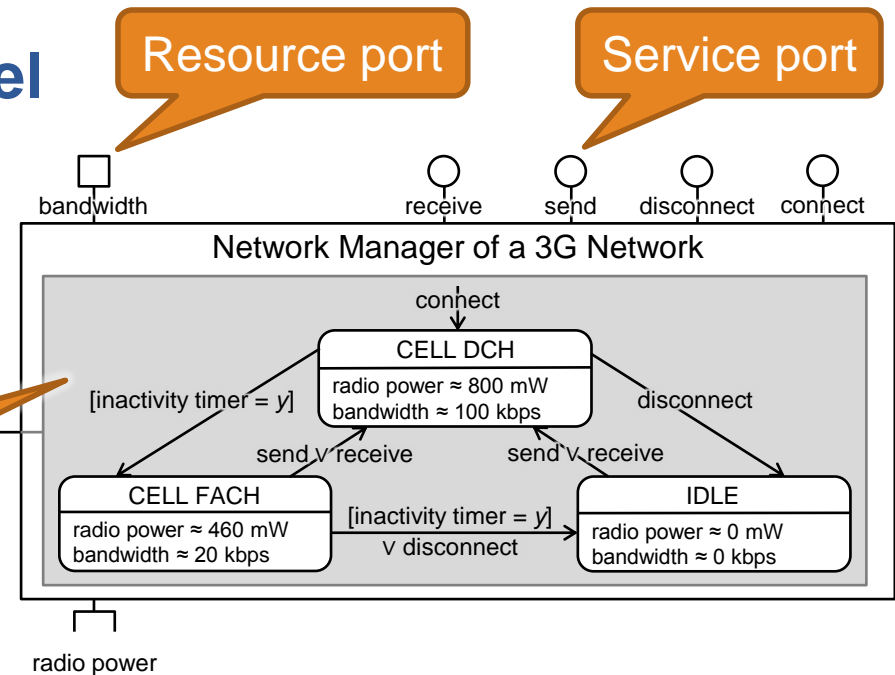 el
Resource port
Service port
bandwidth
receive
send
disconnect
connect
Network Manager of a 3G Network
connect
CELL DCH
radio power ≈ 800 mW
bandwidth ≈ 100 kbps
[inactivity timer = y]
disconnect
send ∨ receive
send ∨ receive
CELL FACH
radio power ≈ 460 mW
bandwidth ≈ 20 kbps
[inactivity timer = y]
∨ disconnect
IDLE
radio power ≈ 0 mW
bandwidth ≈ 0 kbps
radio power